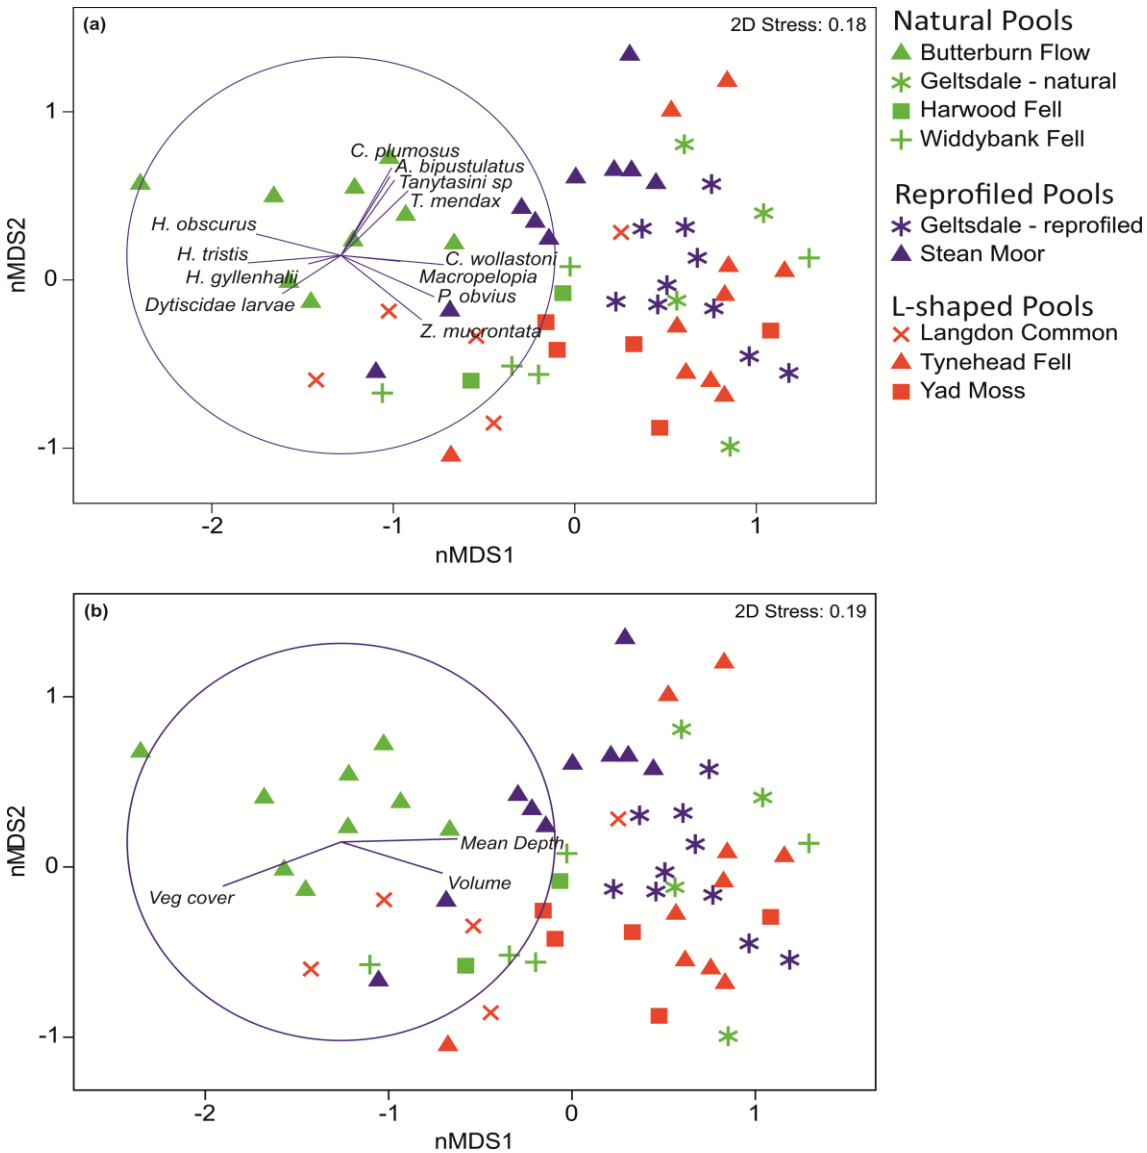 (a)
2D Stress: 0.18
Natural Pools
Butterburn Flow
Geltsdale - natural
Harwood Fell
Widdybank Fell
Reprofiled Pools
Geltsdale - reprofiled
Stean Moor
L-shaped Pools
Langdon Common
Tynehead Fell
Yad Moss
nMDS2
1
0
-1
C. plumosus
A. bipustulatus
Tanytasini sp
T. mendax
H. obscurus
H. tristis
H. gyllenhalii
Dytiscidae larvae
C. wollastoni
Macropelopia
P. obvius
Z. mucrontata
-2 -1 0 1
nMDS1
(b)
2D Stress: 0.19
nMDS2
1
0
-1
Mean Depth
Volume
Veg cover
-2 -1 0 1
nMDS1